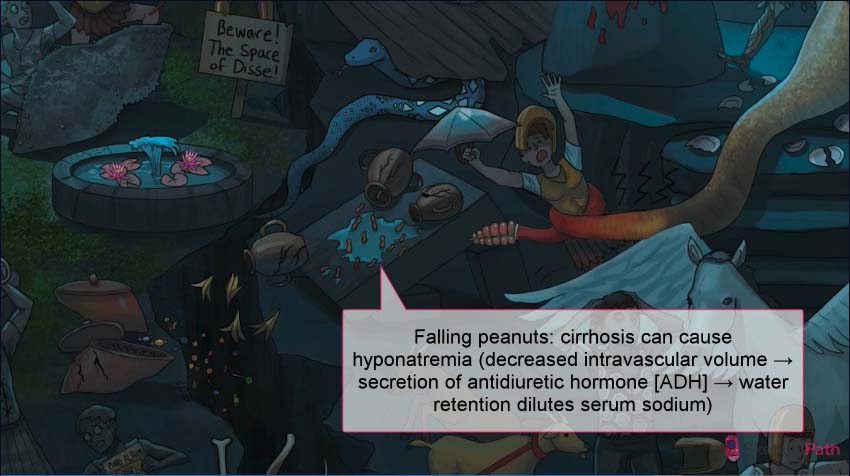 Beware!
The Space
of Disse!
Falling peanuts: cirrhosis can cause
hyponatremia (decreased intravascular volume →
secretion of antidiuretic hormone [ADH] → water
retention dilutes serum sodium)
Path